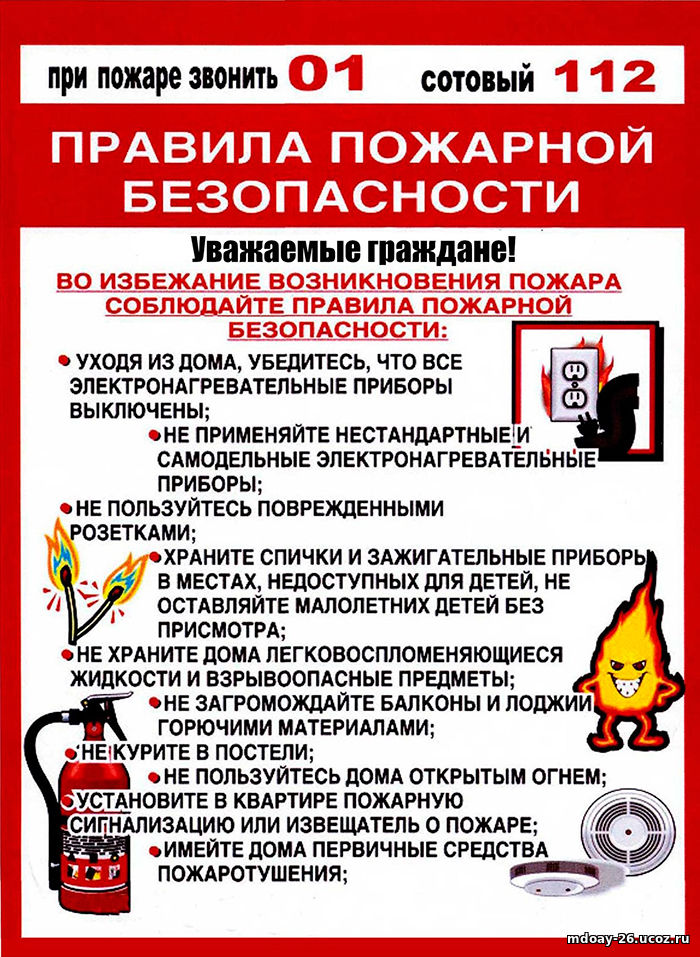 при пожаре звонить 01 сотовый 112
ПРАВИЛА ПОЖАРНОЙ
БЕЗОПАСНОСТИ
Уважаемые граждане!
ВО ИЗБЕЖАНИЕ ВОЗНИКНОВЕНИЯ ПОЖАРА
СОБЛЮДАЙТЕ ПРАВИЛА ПОЖАРНОЙ
БЕЗОПАСНОСТИ:
• УХОДЯ ИЗ ДОМА, УБЕДИТЕСЬ, ЧТО ВСЕ
ЭЛЕКТРОНАГРЕВАТЕЛЬНЫЕ ПРИБОРЫ
ВЫКЛЮЧЕНЫ;
•НЕ ПРИМЕНЯЙТЕ НЕСТАНДАРТНЫЕ И
САМОДЕЛЬНЫЕ ЭЛЕКТРОНАГРЕВАТЕЛЬНЫЕ
ПРИБОРЫ;
•НЕ ПОЛЬЗУЙТЕСЬ ПОВРЕЖДЕННЫМИ
РОЗЕТКАМИ;
•ХРАНИТЕ СПИЧКИ И ЗАЖИГАТЕЛЬНЫЕ ПРИБОРЫ
В МЕСТАХ, НЕДОСТУПНЫХ ДЛЯ ДЕТЕЙ, НЕ
ОСТАВЛЯЙТЕ МАЛОЛЕТНИХ ДЕТЕЙ БЕЗ
ПРИСМОТРА;
•НЕ ХРАНИТЕ ДОМА ЛЕГКОВОСПЛОМЕНЯЮЩИЕСЯ
ЖИДКОСТИ И ВЗРЫВООПАСНЫЕ ПРЕДМЕТЫ;
•НЕ ЗАГРОМОЖДАЙТЕ БАЛКОНЫ И ЛОДЖИИ
ГОРЮЧИМИ МАТЕРИАЛАМИ;
•НЕ КУРИТЕ В ПОСТЕЛИ;
•НЕ ПОЛЬЗУЙТЕСЬ ДОМА ОТКРЫТЫМ ОГНЕМ;
•УСТАНОВИТЕ В КВАРТИРЕ ПОЖАРНУЮ
СИГНАЛИЗАЦИЮ ИЛИ ИЗВЕЩАТЕЛЬ О ПОЖАРЕ;
•ИМЕЙТЕ ДОМА ПЕРВИЧНЫЕ СРЕДСТВА
ПОЖАРОТУШЕНИЯ;
mdoay-26.ucoz.ru